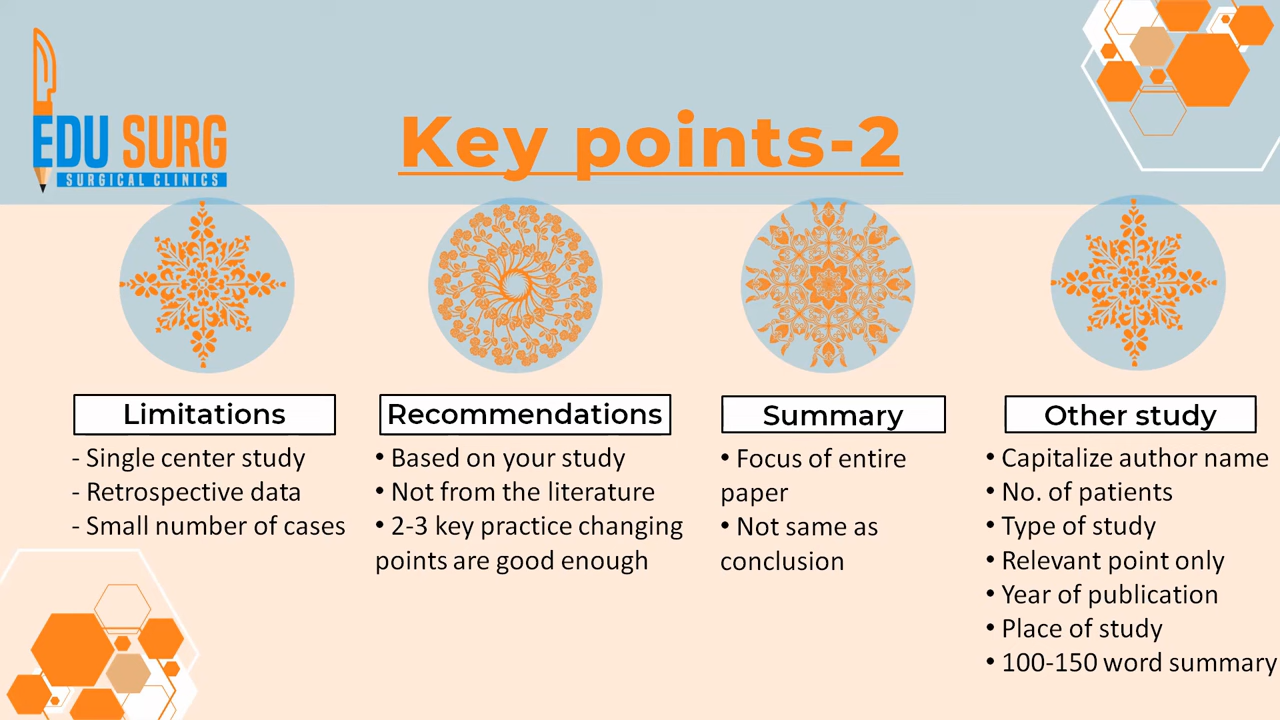 EDU SURG
SURGICAL CLINICS
Key points-2
Limitations
- Single center study
- Retrospective data
- Small number of cases
Recommendations
• Based on your study
• Not from the literature
• 2-3 key practice changing
points are good enough
Summary
• Focus of entire
paper
• Not same as
conclusion
Other study
• Capitalize author name
• No. of patients
• Type of study
• Relevant point only
• Year of publication
• Place of study
• 100-150 word summary